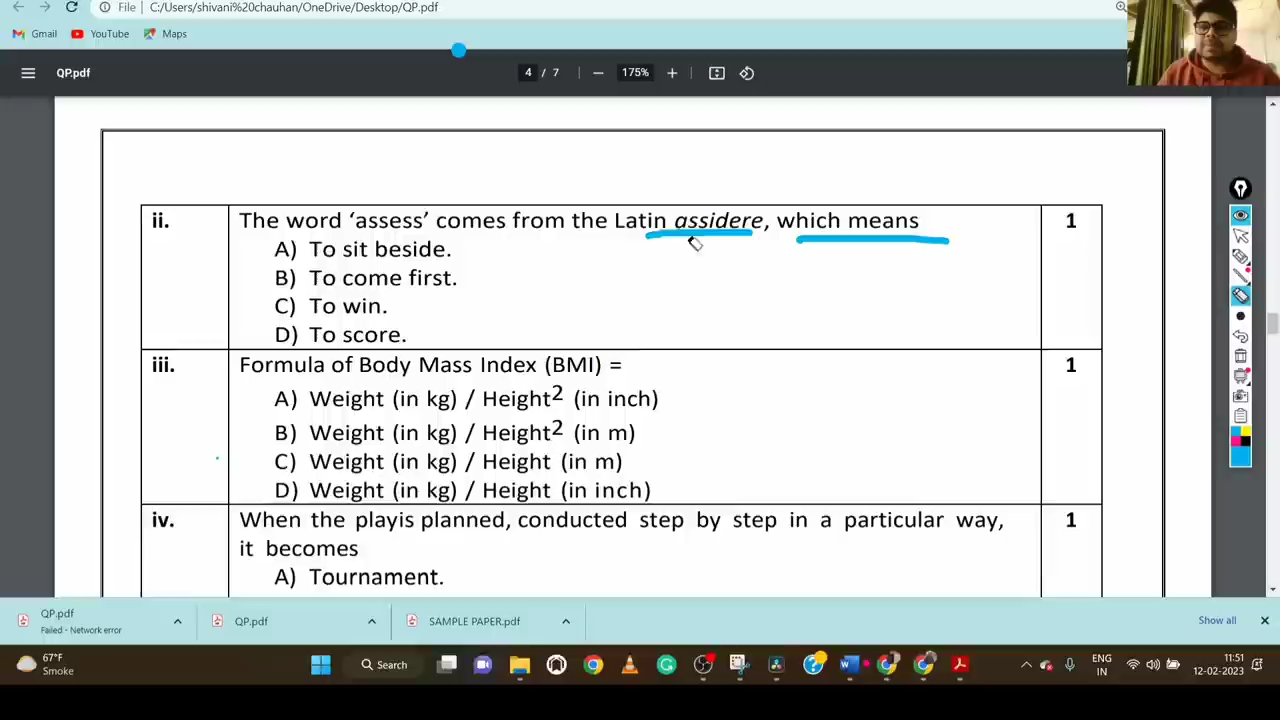 File C:/Users/shivani%20chauhan/OneDrive/Desktop/QP.pdf
Gmail YouTube Maps
QP.pdf 4 / 7 175%
ii. The word ‘assess’ comes from the Latin assidere, which means 1
A) To sit beside.
B) To come first.
C) To win.
D) To score.
iii. Formula of Body Mass Index (BMI) = 1
A) Weight (in kg) / Height2 (in inch)
B) Weight (in kg) / Height2 (in m)
C) Weight (in kg) / Height (in m)
D) Weight (in kg) / Height (in inch)
iv. When the playis planned, conducted step by step in a particular way, 1
it becomes
A) Tournament.
QP.pdf QP.pdf SAMPLE PAPER.pdf Show all
Failed - Network error
67°F Search ENG 11:51
Smoke IN 12-02-2023